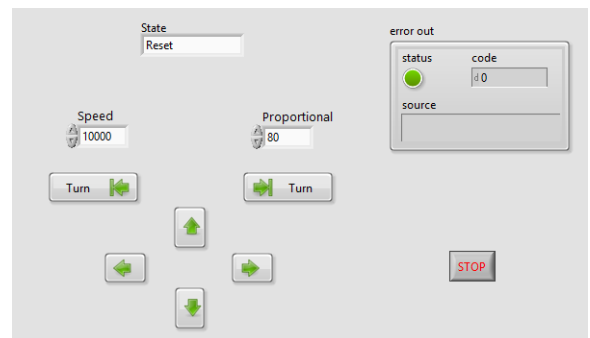 State
Reset
error out
status
code
d 0
source
Speed
10000
Proportional
80
Turn
Turn
STOP